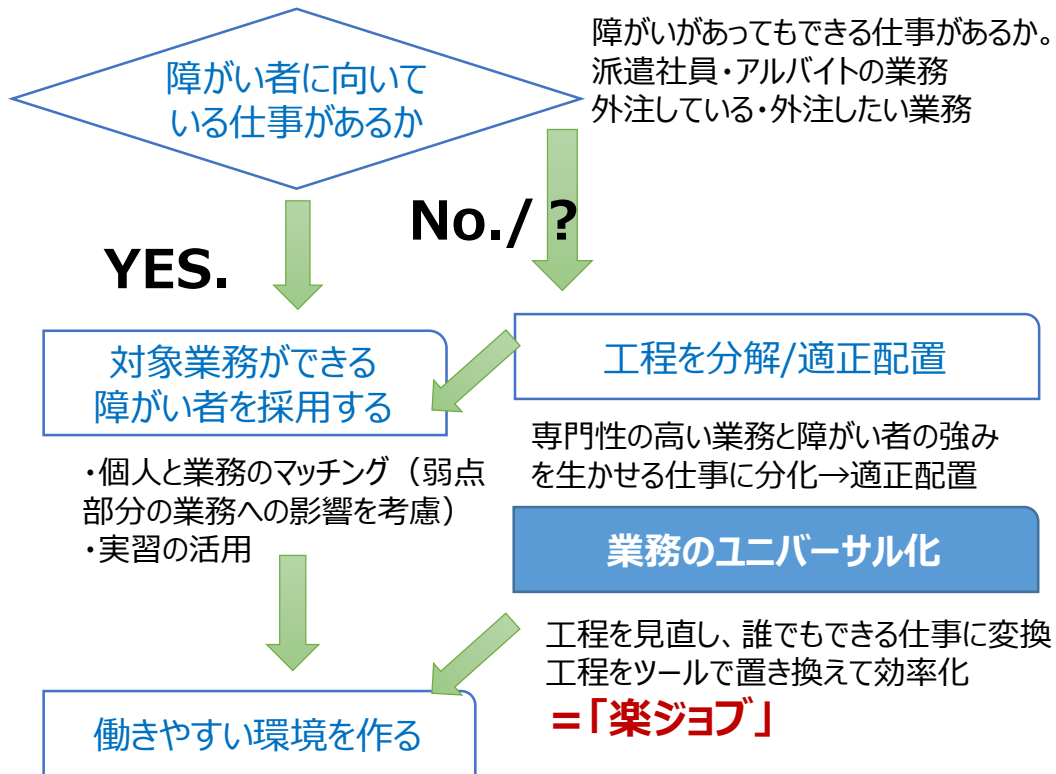 障がい者に向いて
いる仕事があるか
障がいがあってもできる仕事があるか。
派遣社員・アルバイトの業務
外注している・外注したい業務
YES.
No./？
対象業務ができる
障がい者を採用する
工程を分解/適正配置
・個人と業務のマッチング（弱点
部分の業務への影響を考慮）
・実習の活用
専門性の高い業務と障がい者の強み
を生かせる仕事に分化→適正配置
業務のユニバーサル化
工程を見直し、誰でもできる仕事に変換
工程をツールで置き換えて効率化
=「楽ジョブ」
働きやすい環境を作る